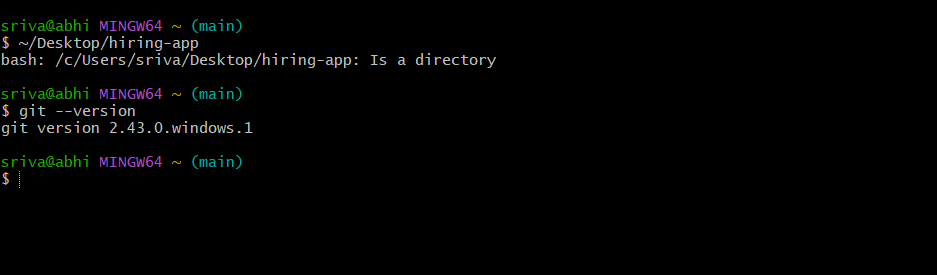 sriva@abhi MINGW64 ~ (main)
$ ~/Desktop/hiring-app
bash: /c/Users/sriva/Desktop/hiring-app: Is a directory
sriva@abhi MINGW64 ~ (main)
$ git --version
git version 2.43.0.windows.1
sriva@abhi MINGW64 ~ (main)
$